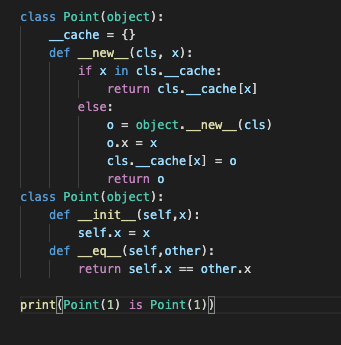 class Point(object):
    __cache = {}
    def __new__(cls, x):
        if x in cls.__cache:
            return cls.__cache[x]
        else:
            o = object.__new__(cls)
            o.x = x
            cls.__cache[x] = o
            return o
class Point(object):
    def __init__(self,x):
        self.x = x
    def __eq__(self,other):
        return self.x == other.x

print(Point(1) is Point(1))